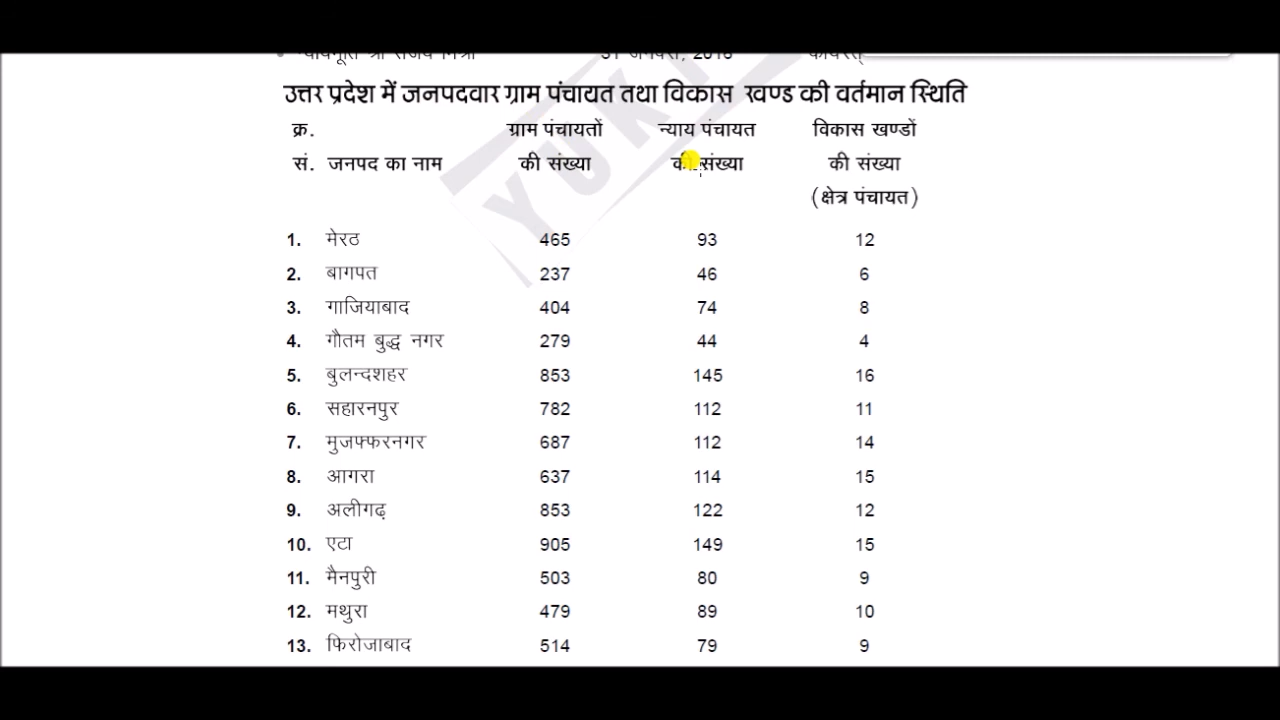 उत्तर प्रदेश में जनपदवार ग्राम पंचायत तथा विकास खण्ड की वर्तमान स्थिति
क्र. ग्राम पंचायतों न्याय पंचायत विकास खण्डों
सं. जनपद का नाम की संख्या की संख्या की संख्या
(क्षेत्र पंचायत)
1. मेरठ 465 93 12
2. बागपत 237 46 6
3. गाजियाबाद 404 74 8
4. गौतम बुद्ध नगर 279 44 4
5. बुलन्दशहर 853 145 16
6. सहारनपुर 782 112 11
7. मुजफ्फरनगर 687 112 14
8. आगरा 637 114 15
9. अलीगढ़ 853 122 12
10. एटा 905 149 15
11. मैनपुरी 503 80 9
12. मथुरा 479 89 10
13. फिरोजाबाद 514 79 9